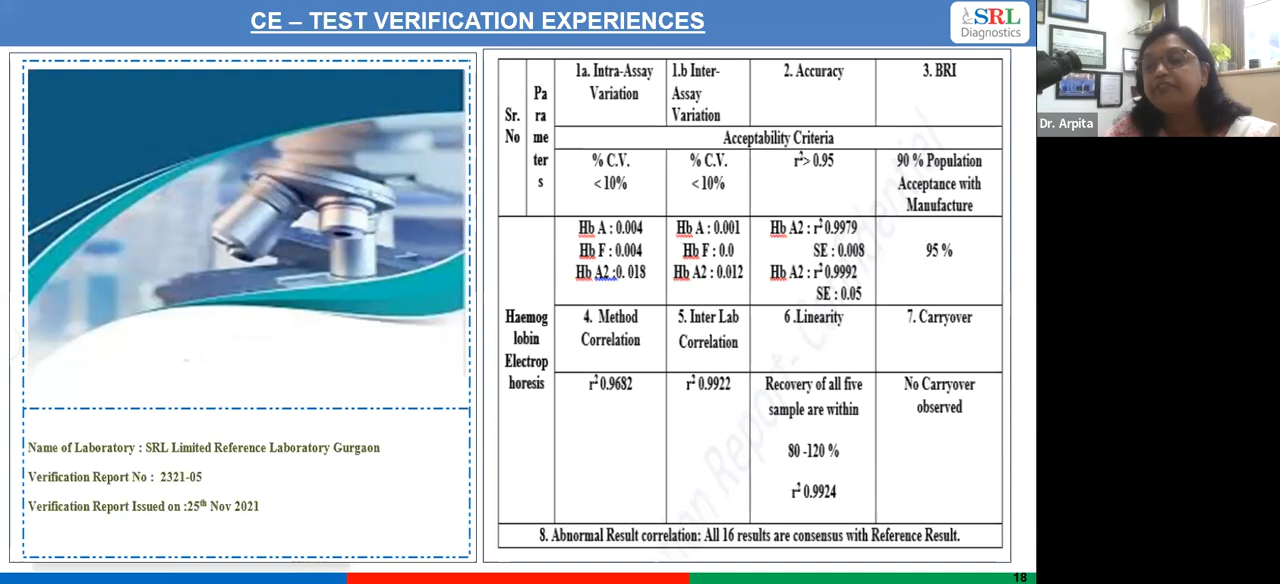 CE – TEST VERIFICATION EXPERIENCES
SRL
Diagnostics
Dr. Arpita
Name of Laboratory : SRL Limited Reference Laboratory Gurgaon
Verification Report No : 2321-05
Verification Report Issued on :25th Nov 2021
Sr.
No
Pa
ra
me
ter
s
1a. Intra-Assay
Variation
1.b Inter-
Assay
Variation
2. Accuracy
3. BRI
Acceptability Criteria
% C.V.
< 10%
% C.V.
< 10%
r²> 0.95
90 % Population
Acceptance with
Manufacture
Haemog
lobin
Electrop
horesis
Hb A : 0.004
Hb F : 0.004
Hb A2 :0. 018
Hb A : 0.001
Hb F : 0.0
Hb A2 : 0.012
Hb A2 : r² 0.9979
SE : 0.008
Hb A2 : r² 0.9992
SE : 0.05
95 %
4. Method
Correlation
5. Inter Lab
Correlation
6 .Linearity
7. Carryover
r² 0.9682
r² 0.9922
Recovery of all five
sample are within
80 -120 %
r² 0.9924
No Carryover
observed
8. Abnormal Result correlation: All 16 results are consensus with Reference Result.
18